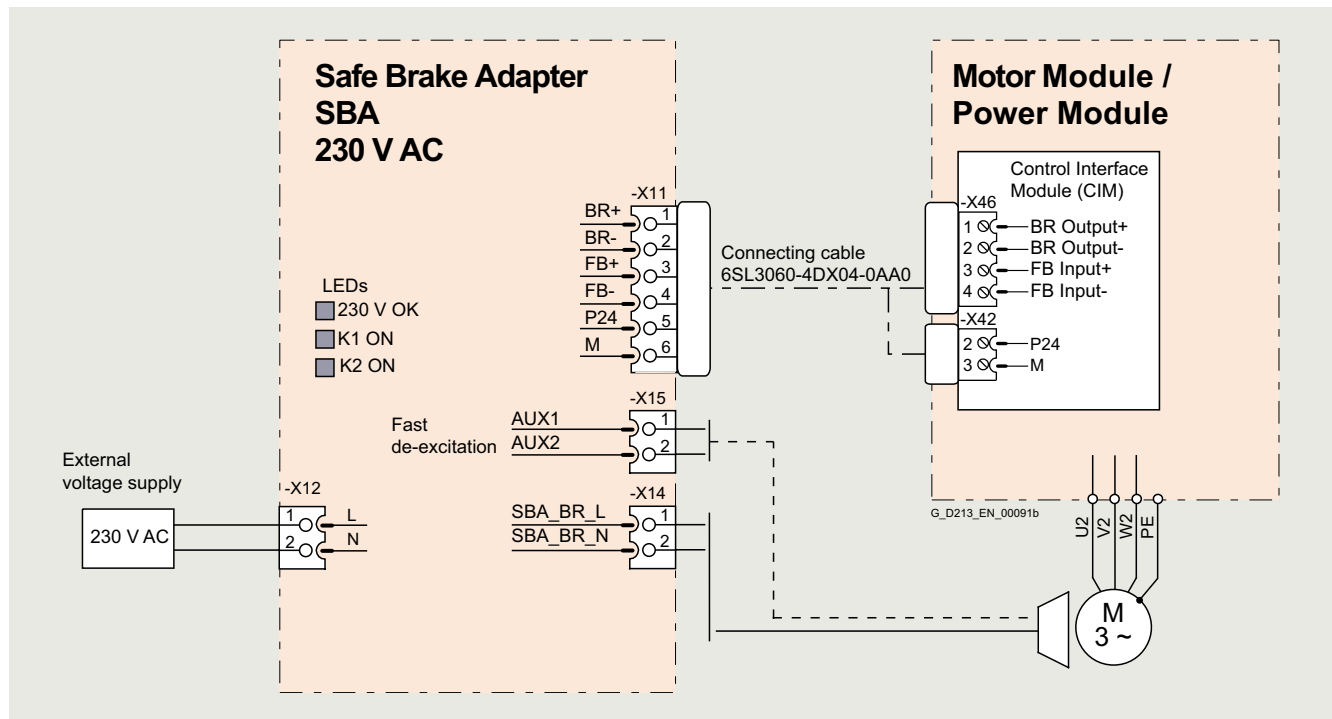 Safe Brake Adapter
SBA
230 V AC
Motor Module /
Power Module
Control Interface
Module (CIM)
-X11
BR+ 1
BR- 2
FB+ 3
FB- 4
P24 5
M 6
Connecting cable
6SL3060-4DX04-0AA0
-X46
1 BR Output+
2 BR Output-
3 FB Input+
4 FB Input-
-X42
2 P24
3 M
LEDs
230 V OK
K1 ON
K2 ON
Fast
de-excitation
-X15
AUX1 1
AUX2 2
External
voltage supply
230 V AC
-X12
1 L
2 N
-X14
SBA_BR_L 1
SBA_BR_N 2
G_D213_EN_00091b
U2
V2
W2
PE
M
3 ~